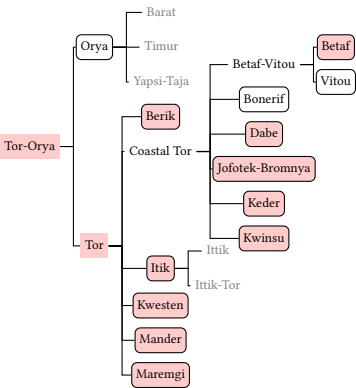 Barat
Orya
Timur
Yapsi-Taja
Betaf-Vitou
Betaf
Vitou
Bonerif
Berik
Dabe
Tor-Orya
Coastal Tor
Jofotek-Bromnya
Keder
Kwinsu
Tor
Ittik
Itik
Ittik-Tor
Kwesten
Mander
Maremgi